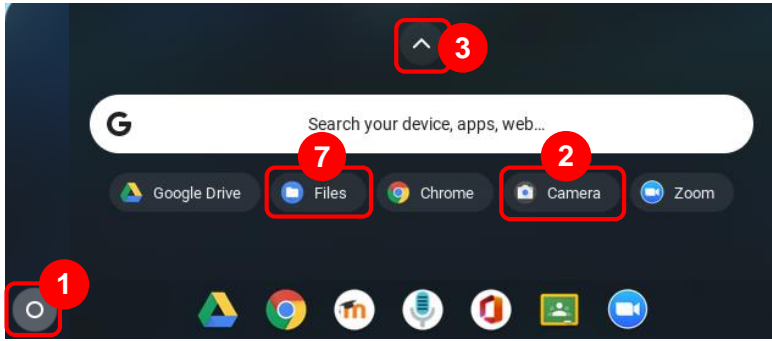 3
G
Search your device, apps, web...
7
2
Google Drive
Files
Chrome
Camera
Zoom
1
m